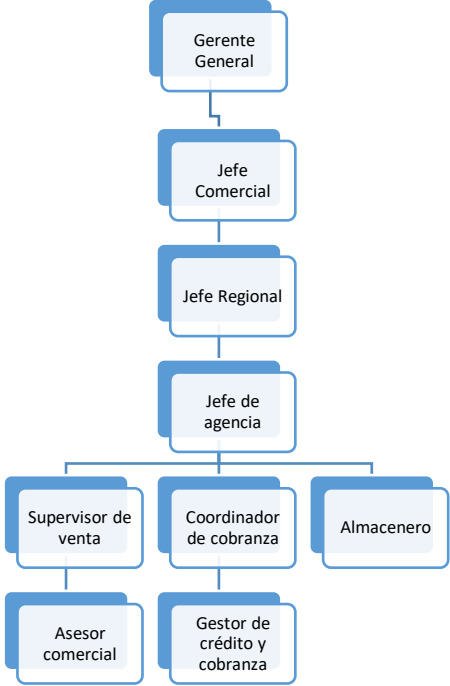 Gerente
General
Jefe
Comercial
Jefe Regional
Jefe de
agencia
Supervisor de
venta
Coordinador
de cobranza
Almacenero
Asesor
comercial
Gestor de
crédito y
cobranza